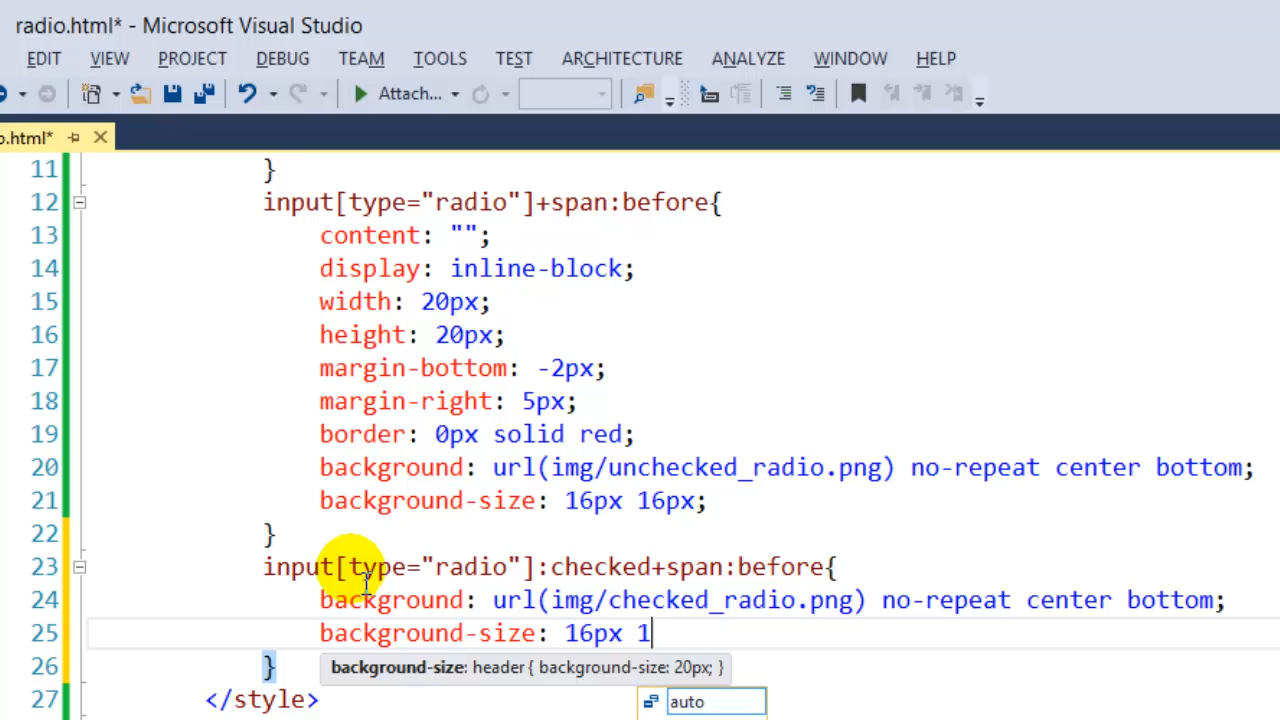 radio.html* - Microsoft Visual Studio
EDIT VIEW PROJECT DEBUG TEAM TOOLS TEST ARCHITECTURE ANALYZE WINDOW HELP
Attach...
o.html*
11 }
12 input[type="radio"]+span:before{
13 content: "";
14 display: inline-block;
15 width: 20px;
16 height: 20px;
17 margin-bottom: -2px;
18 margin-right: 5px;
19 border: 0px solid red;
20 background: url(img/unchecked_radio.png) no-repeat center bottom;
21 background-size: 16px 16px;
22 }
23 input[type="radio"]:checked+span:before{
24 background: url(img/checked_radio.png) no-repeat center bottom;
25 background-size: 16px 1
26 }
background-size: header { background-size: 20px; }
27 </style>
auto